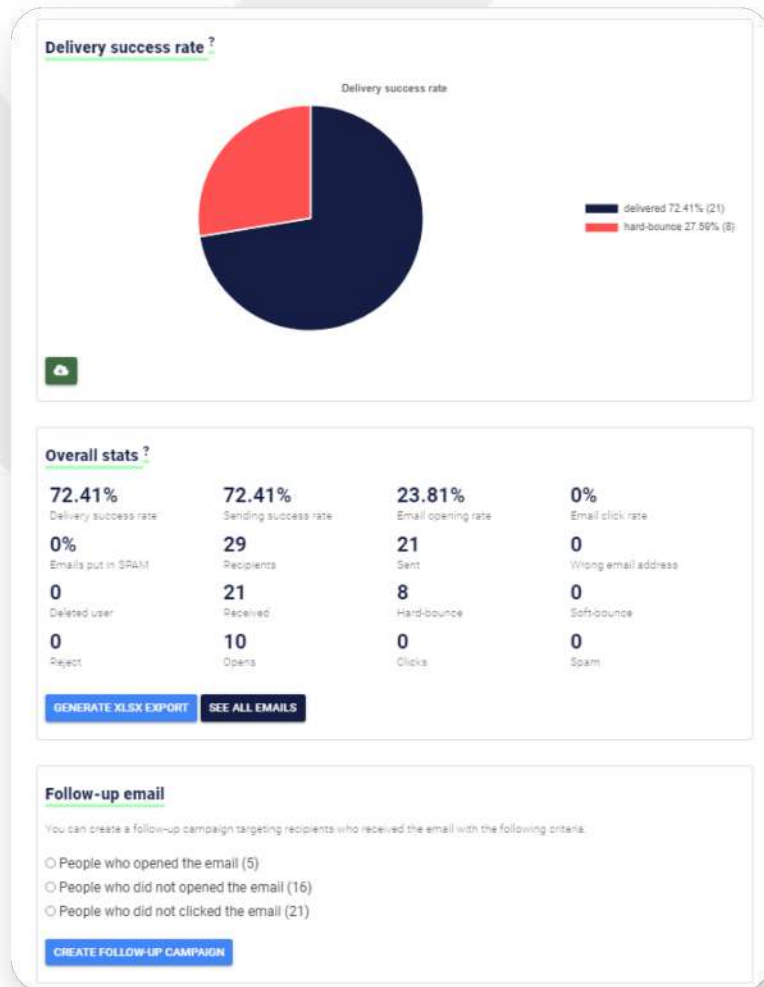 Delivery success rate ?
Delivery success rate
delivered 72.41% (21)
hard-bounce 27.59% (8)
Overall stats ?
72.41% 72.41% 23.81% 0%
Delivery success rate Sending success rate Email opening rate Email click rate
0% 29 21 0
Emails put in SPAM Recipients Sent Wrong email address
0 21 8 0
Deleted user Received Hard-bounce Soft-bounce
0 10 0 0
Reject Opens Clicks Spam
GENERATE XLSX EXPORT SEE ALL EMAILS
Follow-up email
You can create a follow-up campaign targeting recipients who received the email with the following criteria:
People who opened the email (5)
People who did not opened the email (16)
People who did not clicked the email (21)
CREATE FOLLOW-UP CAMPAIGN